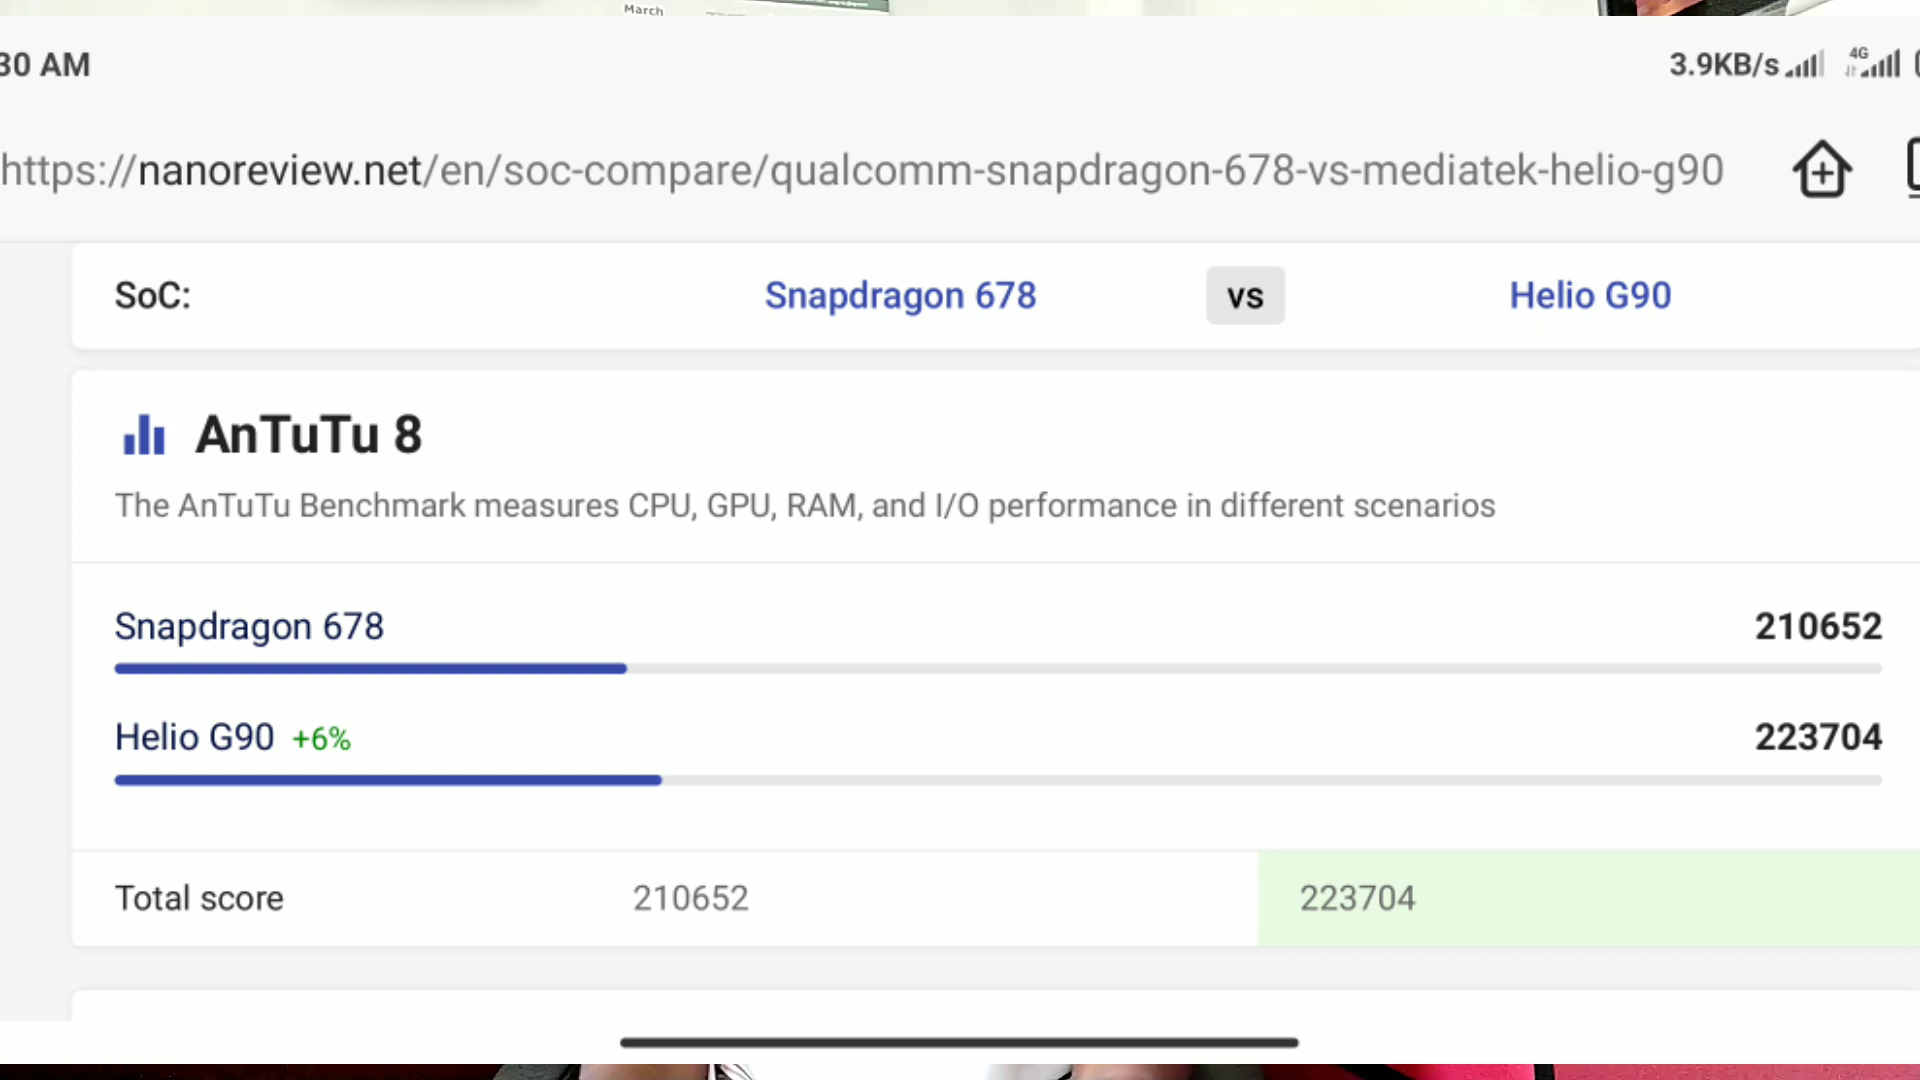 March
30 AM
3.9KB/s 4G
https://nanoreview.net/en/soc-compare/qualcomm-snapdragon-678-vs-mediatek-helio-g90
SoC: Snapdragon 678 vs Helio G90
AnTuTu 8
The AnTuTu Benchmark measures CPU, GPU, RAM, and I/O performance in different scenarios
Snapdragon 678 210652
Helio G90 +6% 223704
Total score 210652 223704